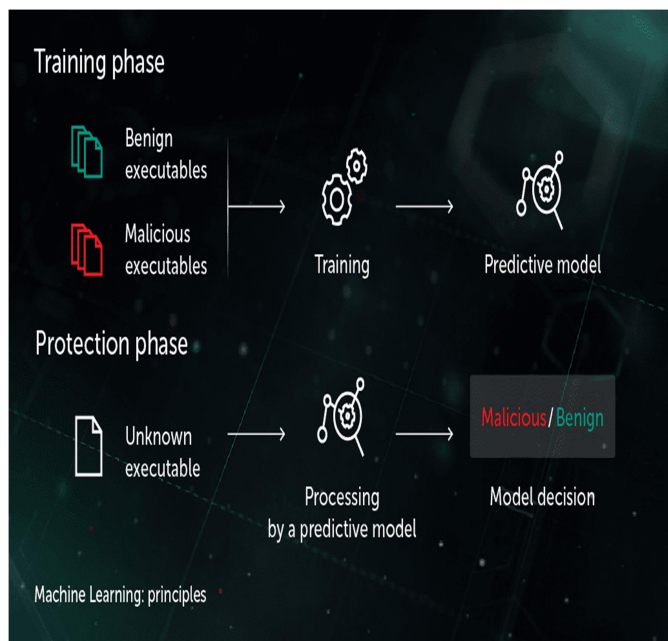 Training phase
Benign
executables
Malicious
executables
Training
Predictive model
Protection phase
Unknown
executable
Processing
by a predictive model
Malicious/Benign
Model decision
Machine Learning: principles